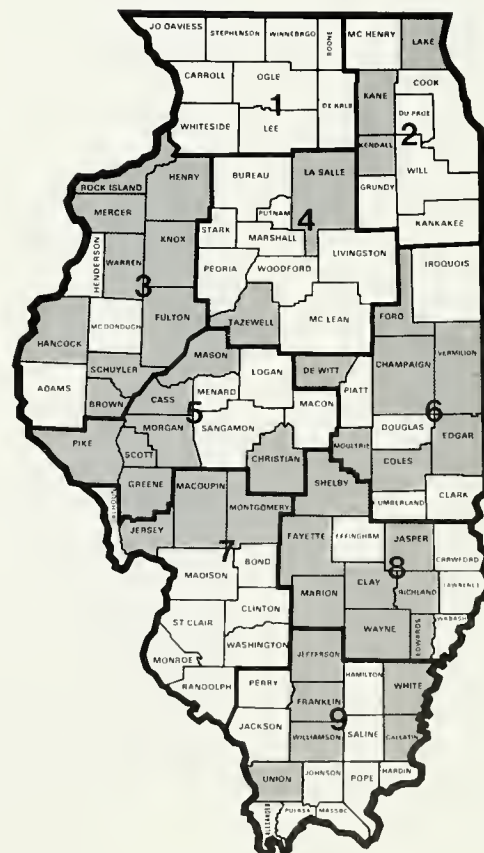 JO DAVIESS STEPHENSON WINNEBAGO BOONE MC HENRY LAKE
CARROLL OGLE DE KALB KANE COOK
1
DU PAGE
2
WHITESIDE LEE KENDALL WILL
GRUNDY
KANKAKEE
ROCK ISLAND HENRY BUREAU LA SALLE
MERCER PUTNAM
4
KNOX STARK MARSHALL LIVINGSTON IROQUOIS
HENDERSON WARREN PEORIA WOODFORD
3
FORD
HANCOCK MCDONOUGH FULTON TAZEWELL MC LEAN
MASON VERMILION
SCHUYLER LOGAN DE WITT CHAMPAIGN
ADAMS BROWN CASS MENARD PIATT
5
MACON
6
MORGAN SANGAMON DOUGLAS EDGAR
PIKE SCOTT CHRISTIAN MOULTRIE COLES
GREENE MACOUPIN SHELBY CUMBERLAND CLARK
CALHOUN JERSEY MONTGOMERY
FAYETTE EFFINGHAM JASPER CRAWFORD
7
8
MADISON BOND CLAY RICHLAND LAWRENCE
MARION
CLINTON WAYNE EDWARDS WABASH
ST CLAIR WASHINGTON
MONROE JEFFERSON
RANDOLPH PERRY HAMILTON WHITE
FRANKLIN
9
JACKSON WILLIAMSON SALINE GALLATIN
UNION JOHNSON POPE HARDIN
ALEXANDER PULASKI MASSAC